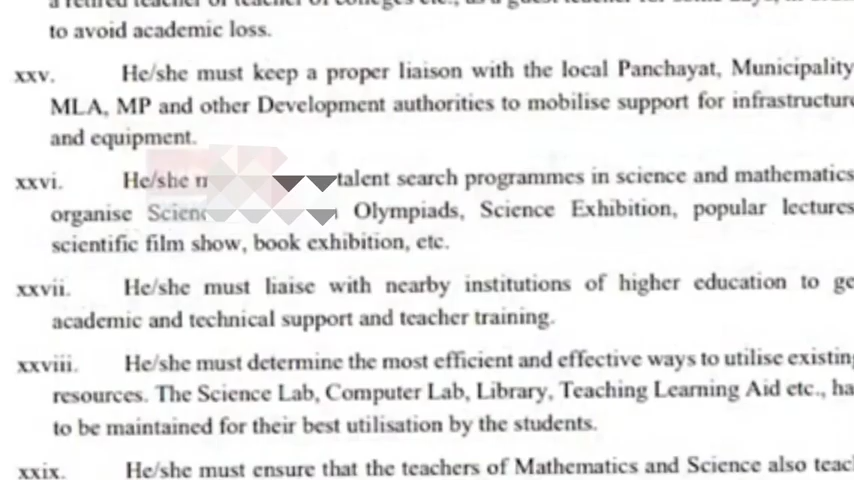 to avoid academic loss.
xxv. He/she must keep a proper liaison with the local Panchayat, Municipality
MLA, MP and other Development authorities to mobilise support for infrastructure
and equipment.
xxvi. He/she talent search programmes in science and mathematics
organise Olympiads, Science Exhibition, popular lectures
scientific film show, book exhibition, etc.
xxvii. He/she must liaise with nearby institutions of higher education to
academic and technical support and teacher training.
xxviii. He/she must determine the most efficient and effective ways to utilise
resources. The Science Lab, Computer Lab, Library, Teaching Learning Aid etc.,
to be maintained for their best utilisation by the students.
xxix. He/she must ensure that the teachers of Mathematics and Science also